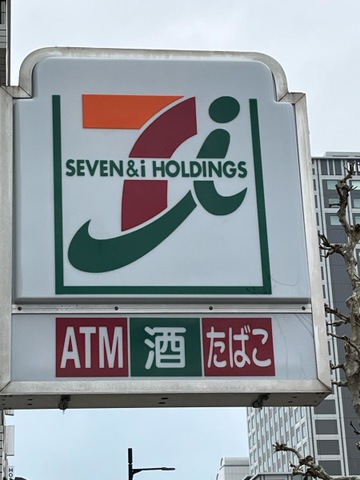 SEVEN&i HOLDINGS
ATM 酒 たばこ